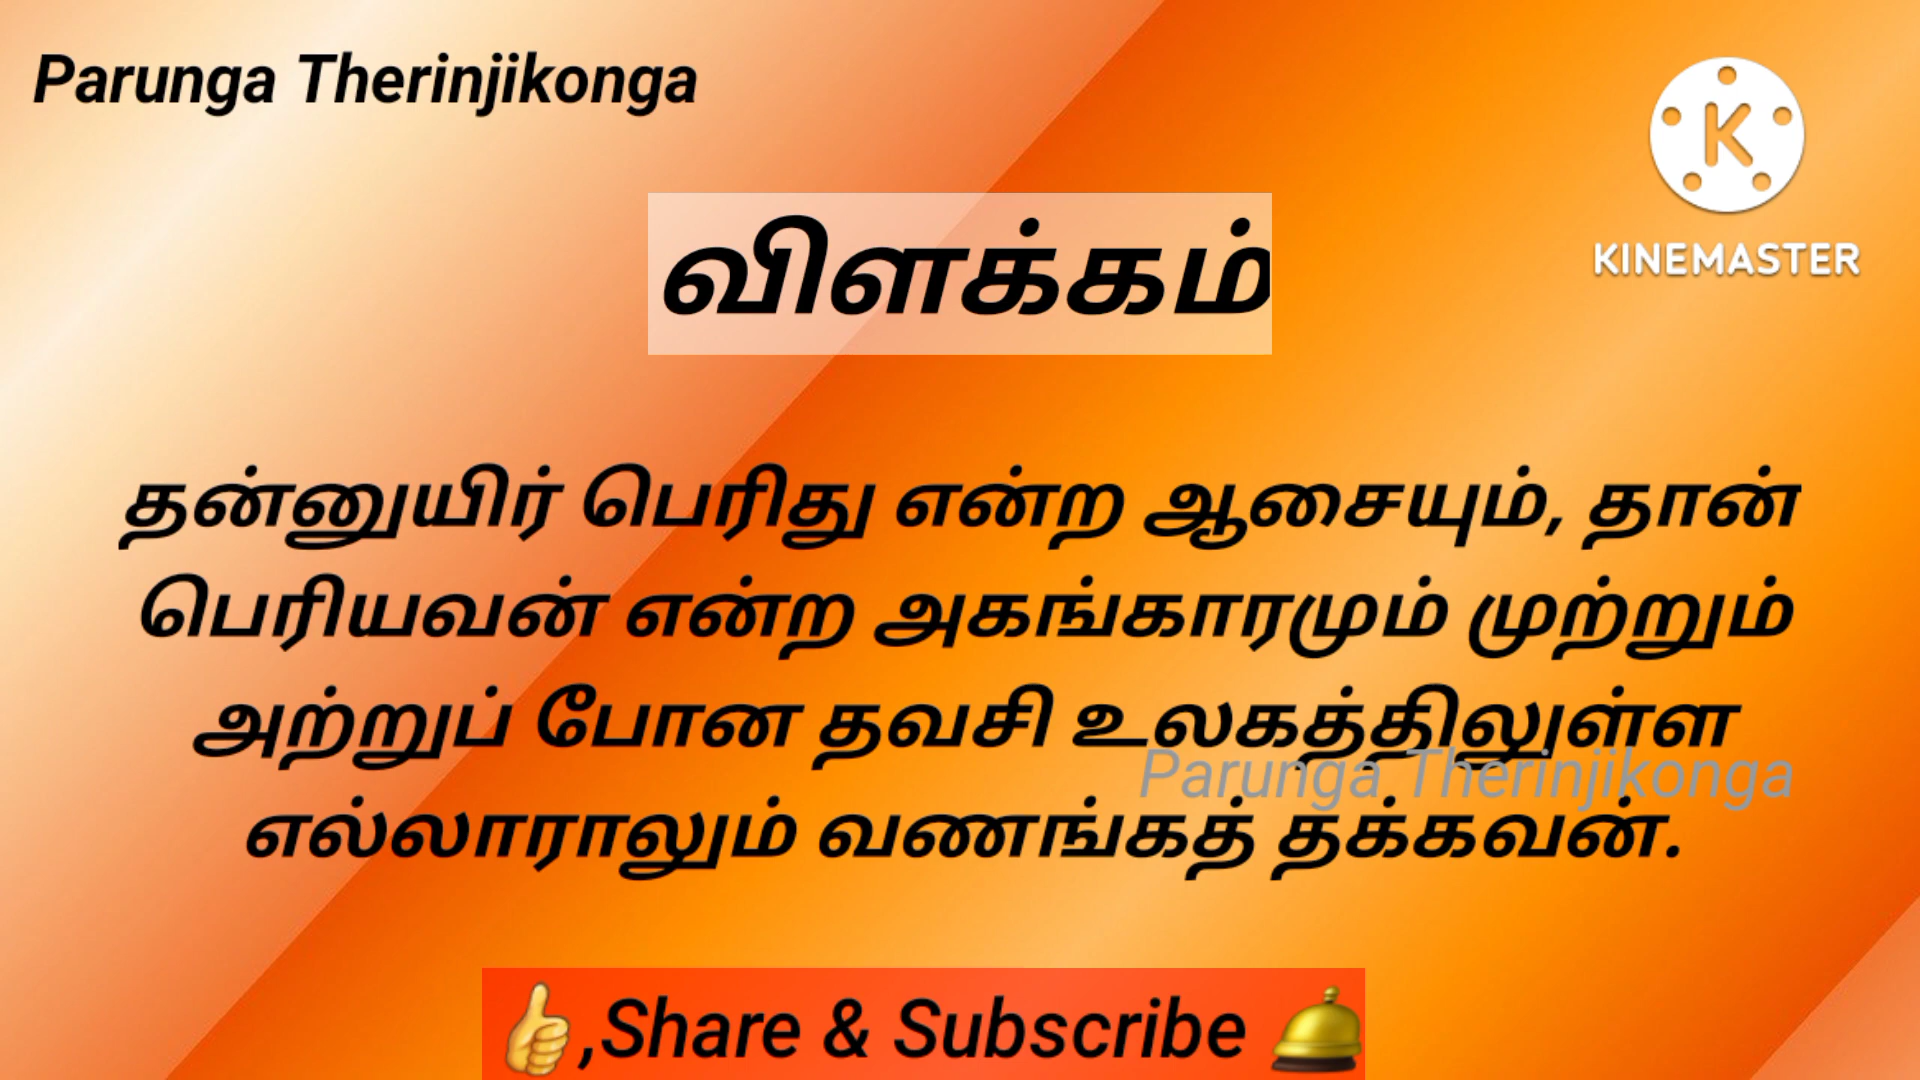 Parunga Therinjikonga
KINEMASTER
விளக்கம்
தன்னுயிர் பெரிது என்ற ஆசையும், தான்
பெரியவன் என்ற அகங்காரமும் முற்றும்
அற்றுப் போன தவசி உலகத்திலுள்ள
Parunga Therinjikonga
எல்லாராலும் வணங்கத் தக்கவன்.
👍,Share & Subscribe 🛎️